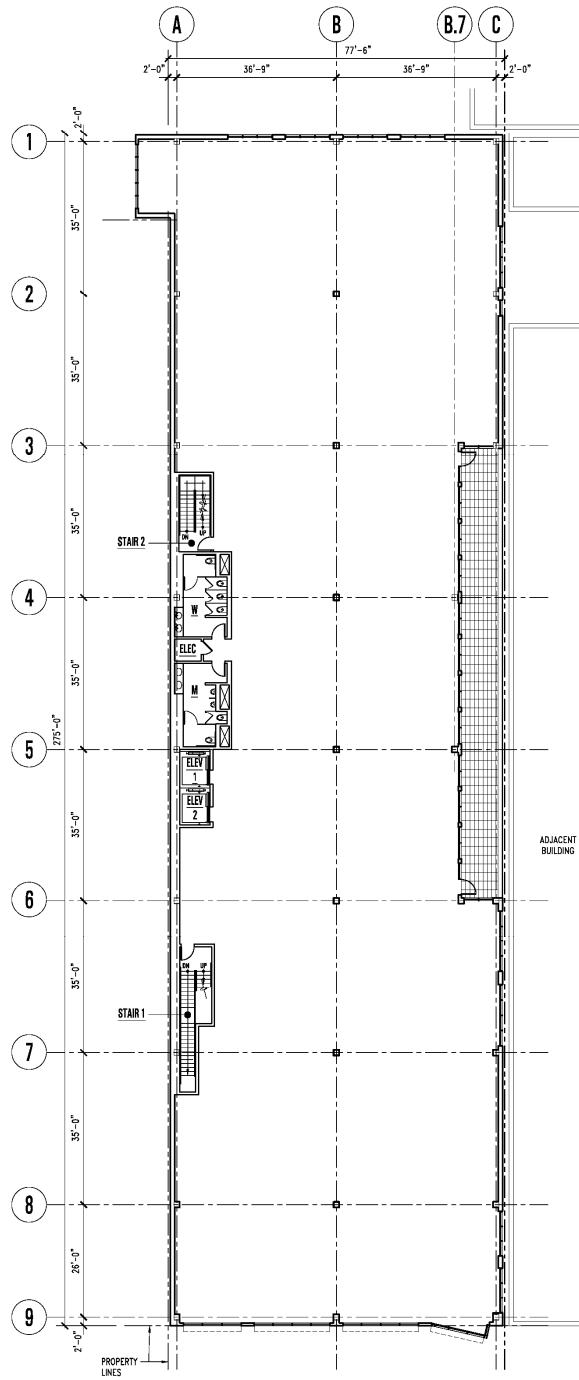 A
B
B.7
C
77'-6"
2'-0"
36'-9"
36'-9"
2'-0"
2'-0"
1
35'-0"
2
35'-0"
3
35'-0"
DN
UP
STAIR 2
4
W
ELEC
35'-0"
M
275'-0"
5
ELEV
1
ELEV
2
35'-0"
ADJACENT
BUILDING
6
35'-0"
DN
UP
STAIR 1
7
35'-0"
8
26'-0"
9
2'-0"
PROPERTY
LINES